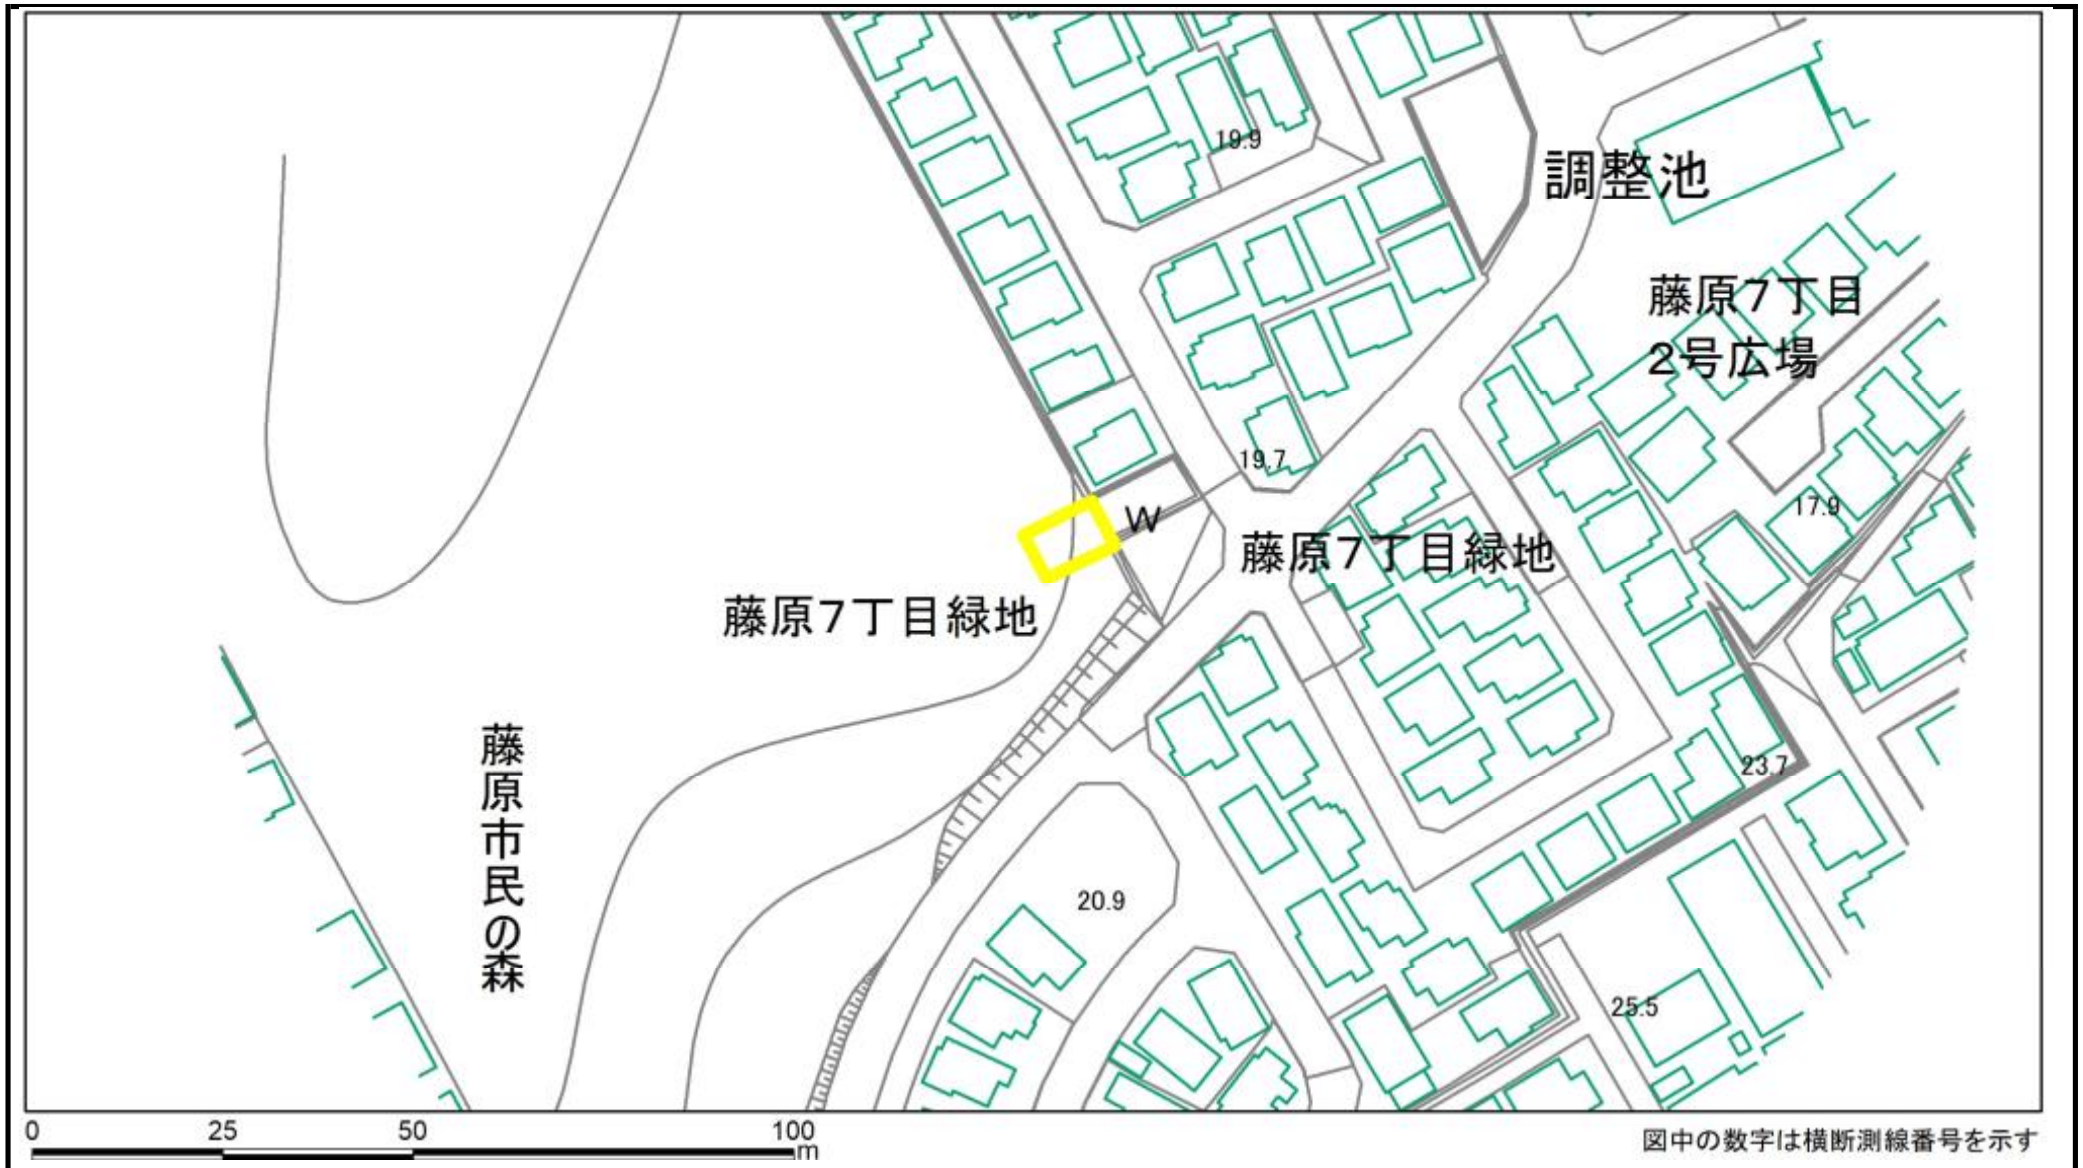 19.9
調整池
藤原7丁目
2号広場
19.7
17.9
W
藤原7丁目緑地
藤原7丁目緑地
藤原市民の森
23.7
20.9
25.5
0 25 50 100
m
図中の数字は横断測線番号を示す